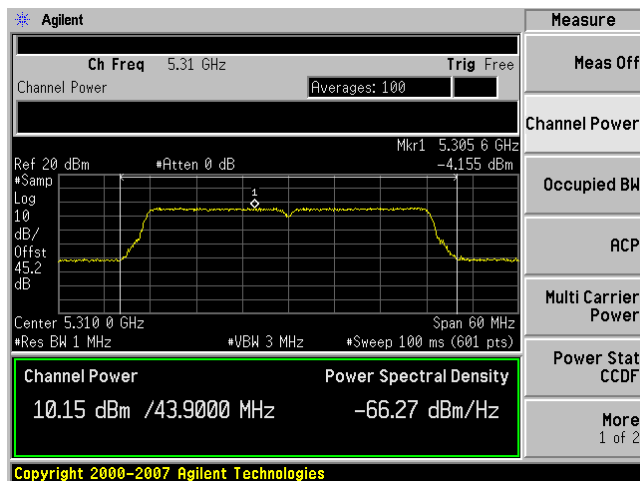 Agilent
Measure
Ch Freq 5.31 GHz Trig Free
Channel Power Averages: 100
Mkr1 5.305 6 GHz
Ref 20 dBm #Atten 0 dB -4.155 dBm
#Samp
Log
10
dB/
Offst
45.2
dB
1
Center 5.310 0 GHz Span 60 MHz
#Res BW 1 MHz #VBW 3 MHz #Sweep 100 ms (601 pts)
Channel Power Power Spectral Density
10.15 dBm /43.9000 MHz -66.27 dBm/Hz
Copyright 2000-2007 Agilent Technologies
Meas Off
Channel Power
Occupied BW
ACP
Multi Carrier
Power
Power Stat
CCDF
More
1 of 2